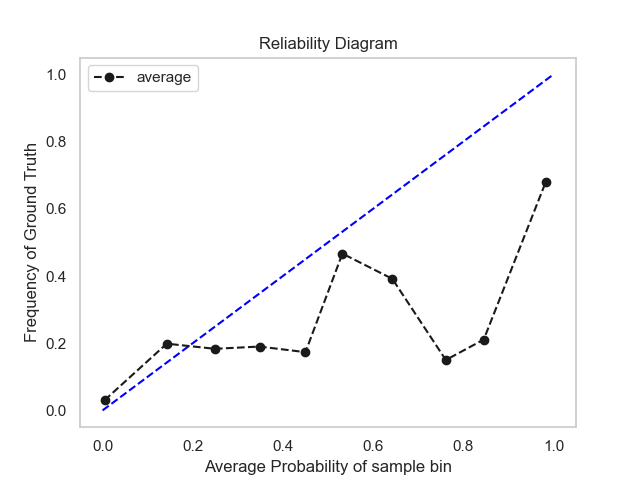 Reliability Diagram
average
Frequency of Ground Truth
1.0
0.8
0.6
0.4
0.2
0.0
0.0 0.2 0.4 0.6 0.8 1.0
Average Probability of sample bin